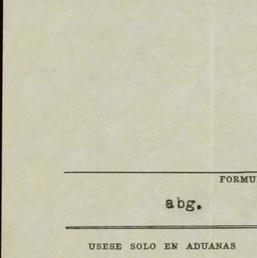 FORMU
abg.
USESE SOLO EN ADUANAS